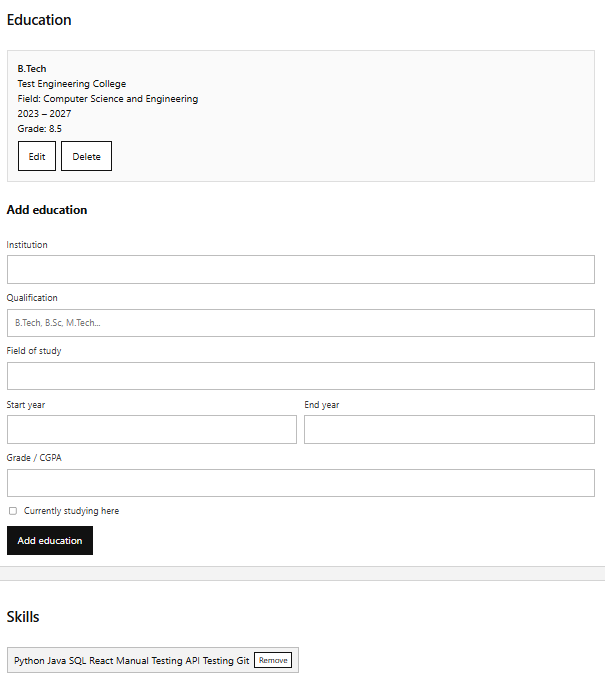 Education
B.Tech
Test Engineering College
Field: Computer Science and Engineering
2023 – 2027
Grade: 8.5
Edit Delete
Add education
Institution
Qualification
B.Tech, B.Sc, M.Tech...
Field of study
Start year End year
Grade / CGPA
Currently studying here
Add education
Skills
Python Java SQL React Manual Testing API Testing Git Remove